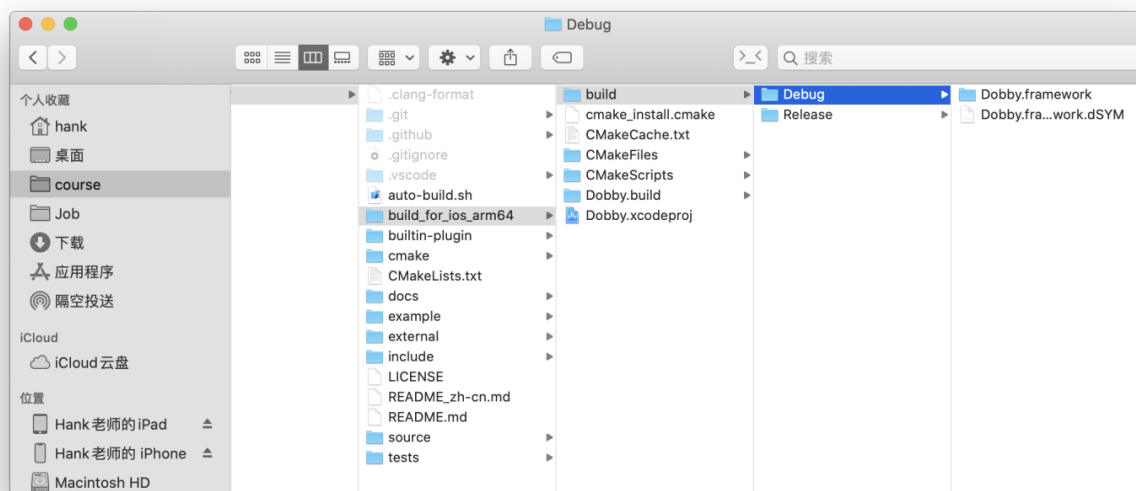 Debug
搜索
个人收藏
hank
桌面
course
Job
下载
应用程序
隔空投送
iCloud
iCloud云盘
位置
Hank老师的iPad
Hank老师的 iPhone
Macintosh HD
.clang-format
.git
.github
.gitignore
.vscode
auto-build.sh
build_for_ios_arm64
builtin-plugin
cmake
CMakeLists.txt
docs
example
external
include
LICENSE
README_zh-cn.md
README.md
source
tests
build
cmake_install.cmake
CMakeCache.txt
CMakeFiles
CMakeScripts
Dobby.build
Dobby.xcodeproj
Debug
Release
Dobby.framework
Dobby.fra...work.dSYM